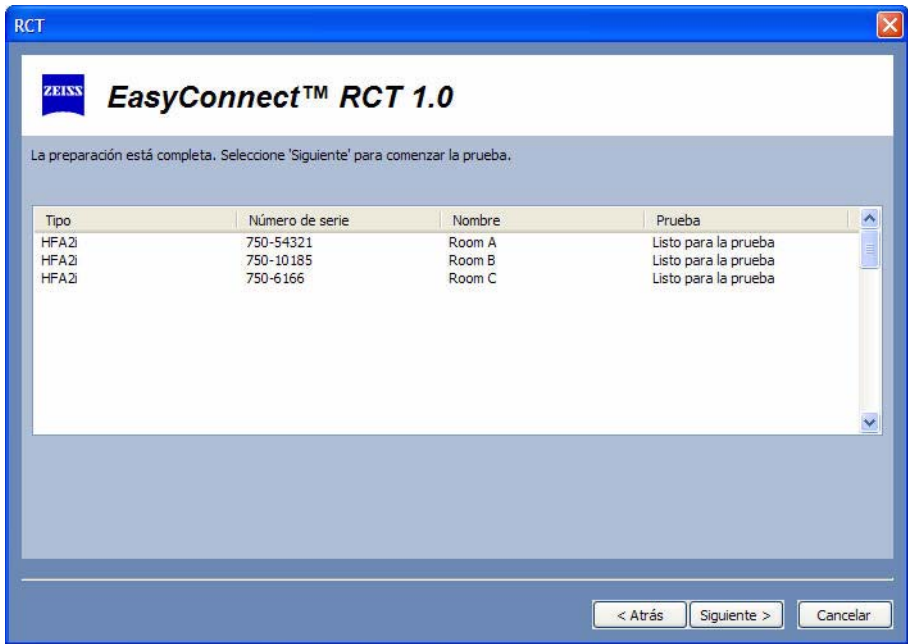 RCT
ZEISS
EasyConnect™ RCT 1.0
La preparación está completa. Seleccione 'Siguiente' para comenzar la prueba.
Tipo Número de serie Nombre Prueba
HFA2i 750-54321 Room A Listo para la prueba
HFA2i 750-10185 Room B Listo para la prueba
HFA2i 750-6166 Room C Listo para la prueba
< Atrás Siguiente > Cancelar